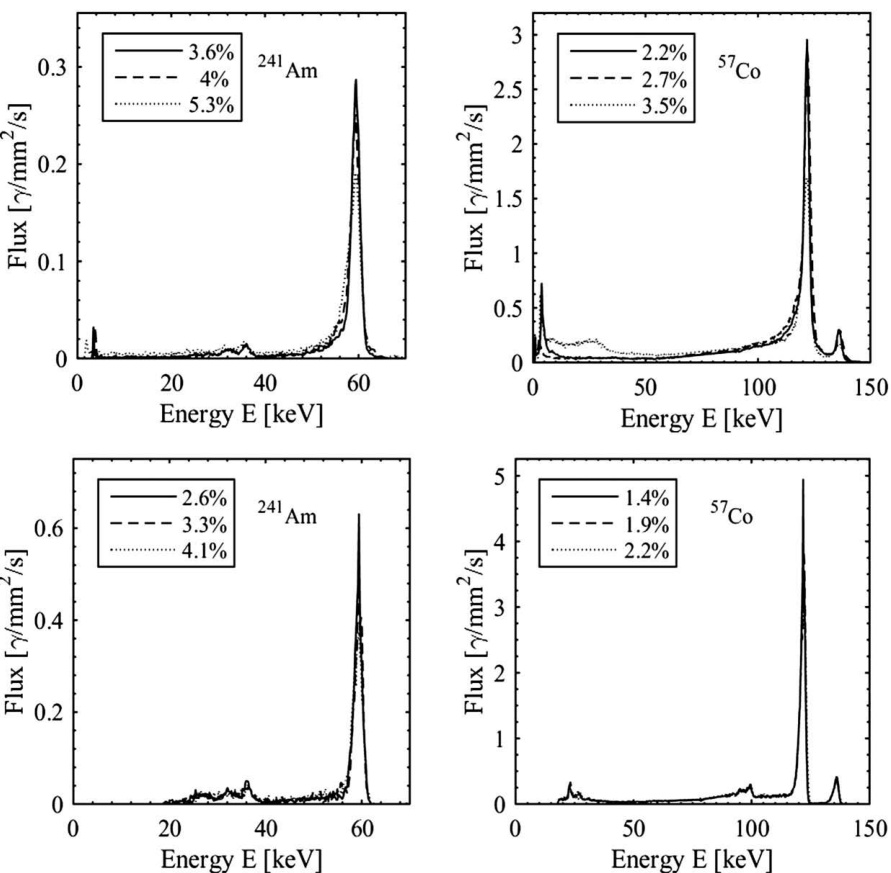 3.6%
4%
5.3%
²⁴¹Am
0.3
0.2
0.1
0
Flux [γ/mm²/s]
0 20 40 60
Energy E [keV]
2.2%
2.7%
3.5%
⁵⁷Co
3
2.5
2
1.5
1
0.5
0
Flux [γ/mm²/s]
0 50 100 150
Energy E [keV]
2.6%
3.3%
4.1%
²⁴¹Am
0.6
0.4
0.2
0
Flux [γ/mm²/s]
0 20 40 60
Energy E [keV]
1.4%
1.9%
2.2%
⁵⁷Co
5
4
3
2
1
0
Flux [γ/mm²/s]
0 50 100 150
Energy E [keV]